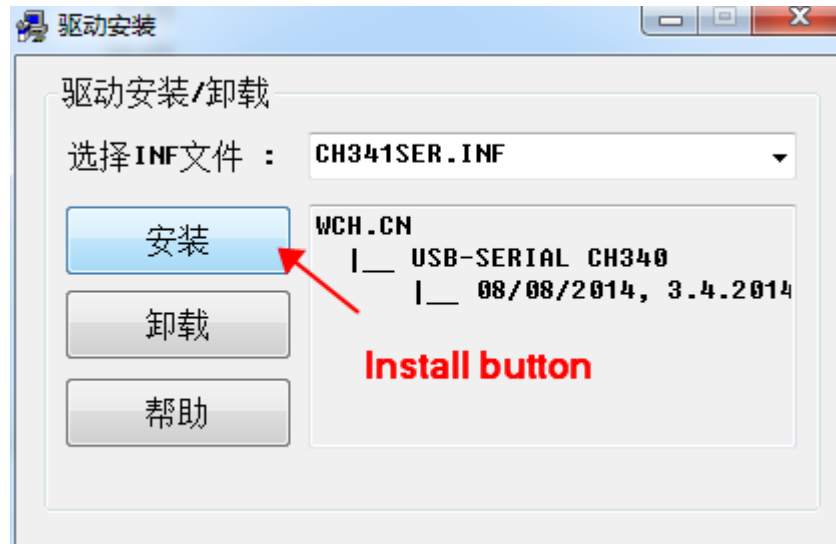 驱动安装
驱动安装/卸载
选择INF文件 : CH341SER.INF
安装
卸载
帮助
WCH.CN
|__ USB-SERIAL CH340
|__ 08/08/2014, 3.4.2014
Install button